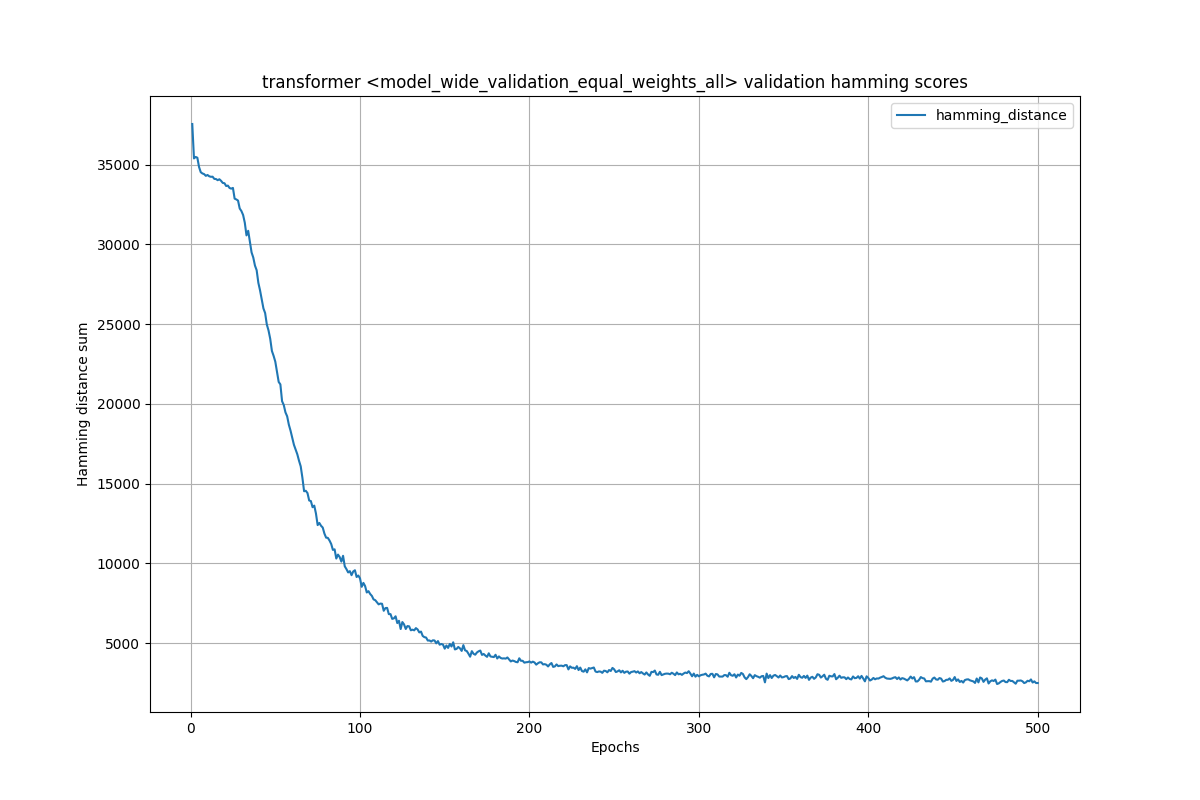 transformer <model_wide_validation_equal_weights_all> validation hamming scores
hamming_distance
35000
30000
25000
20000
15000
10000
5000
Hamming distance sum
0 100 200 300 400 500
Epochs